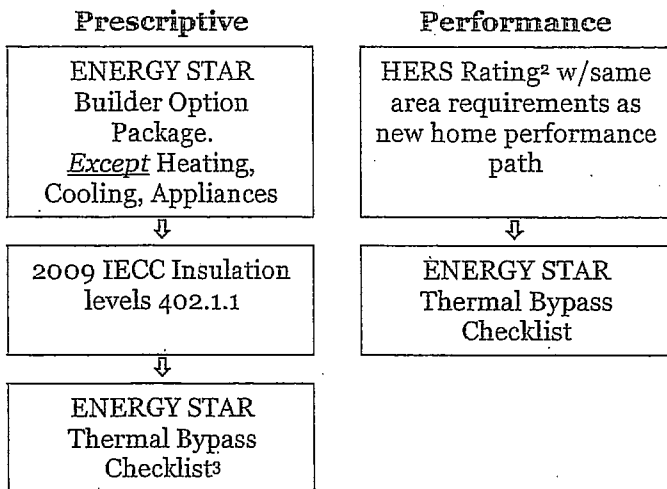 Prescriptive
ENERGY STAR
Builder Option
Package.
Except Heating,
Cooling, Appliances
2009 IECC Insulation
levels 402.1.1
ENERGY STAR
Thermal Bypass
Checklist³
Performance
HERS Rating² w/same
area requirements as
new home performance
path
ENERGY STAR
Thermal Bypass
Checklist